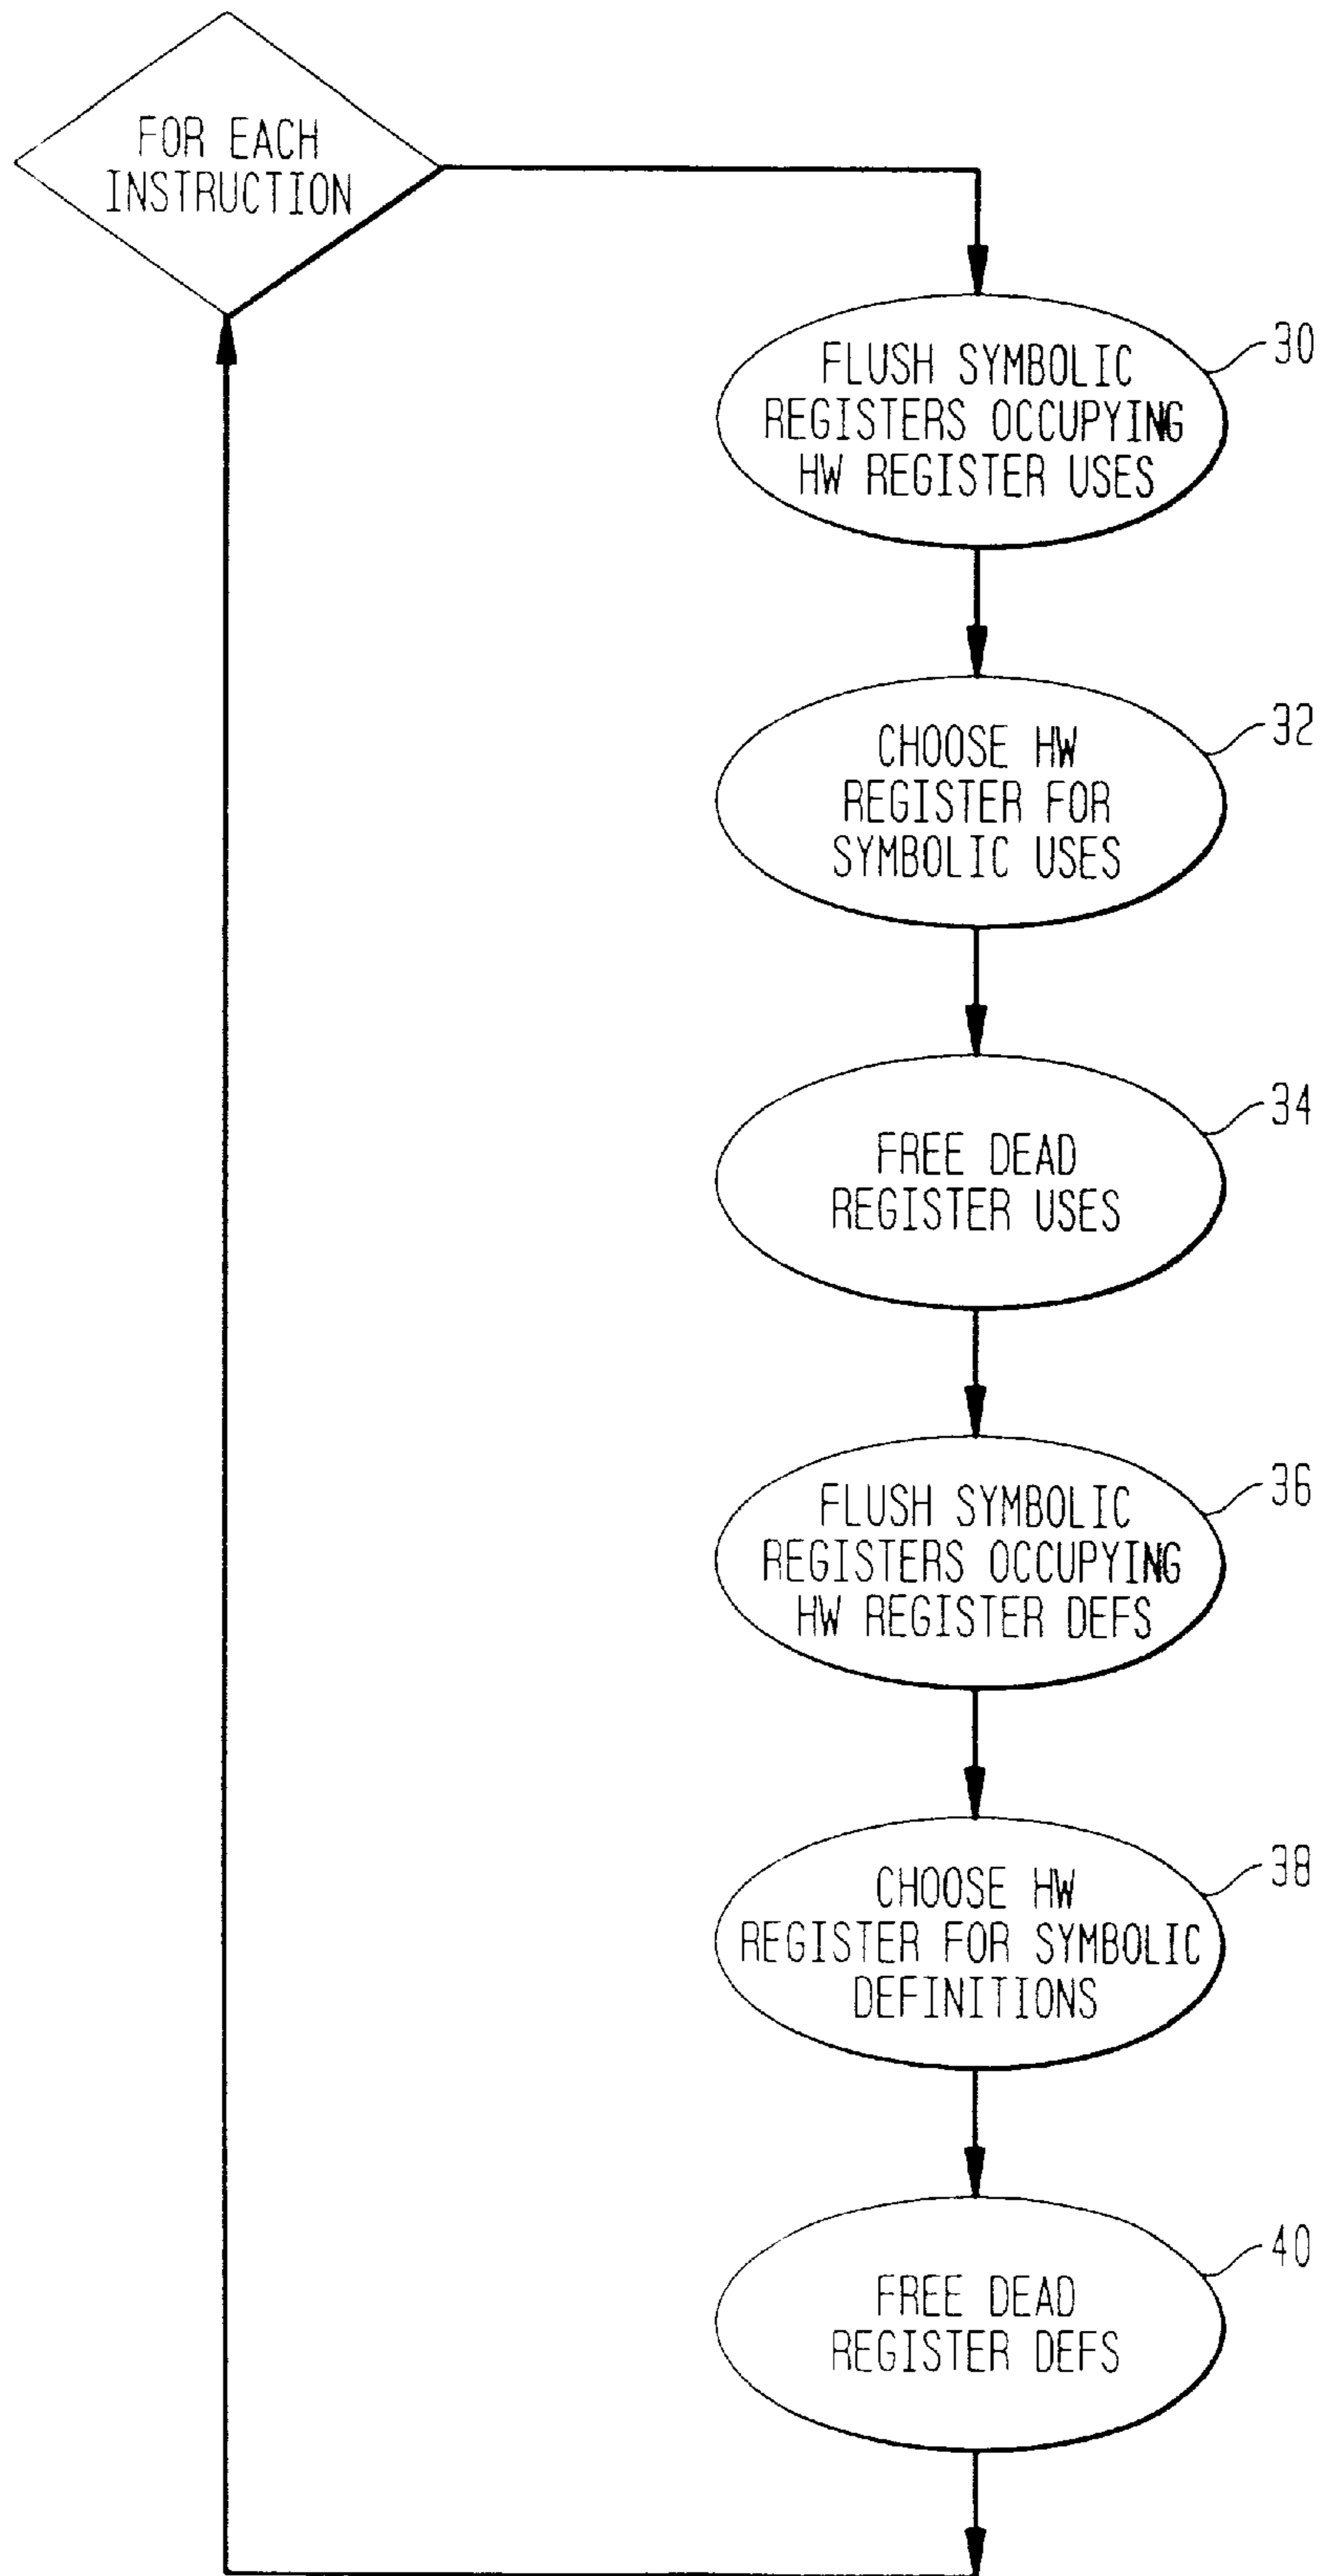 FOR EACH
INSTRUCTION
FLUSH SYMBOLIC
REGISTERS OCCUPYING
HW REGISTER USES
30
CHOOSE HW
REGISTER FOR
SYMBOLIC USES
32
FREE DEAD
REGISTER USES
34
FLUSH SYMBOLIC
REGISTERS OCCUPYING
HW REGISTER DEFS
36
CHOOSE HW
REGISTER FOR SYMBOLIC
DEFINITIONS
38
FREE DEAD
REGISTER DEFS
40